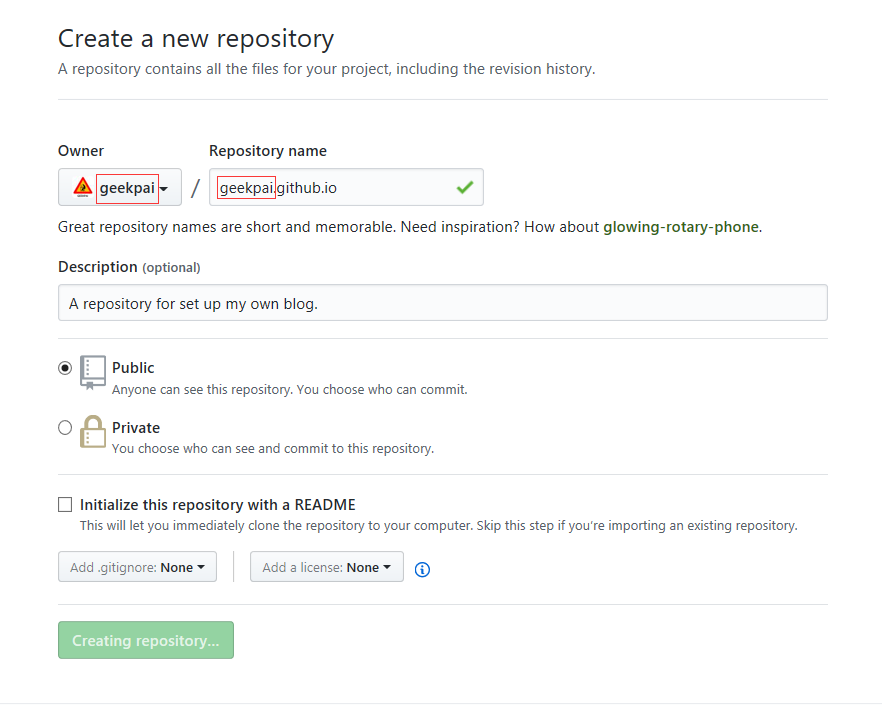 Create a new repository
A repository contains all the files for your project, including the revision history.
Owner Repository name
geekpai / geekpai.github.io
Great repository names are short and memorable. Need inspiration? How about glowing-rotary-phone.
Description (optional)
A repository for set up my own blog.
Public
Anyone can see this repository. You choose who can commit.
Private
You choose who can see and commit to this repository.
Initialize this repository with a README
This will let you immediately clone the repository to your computer. Skip this step if you’re importing an existing repository.
Add .gitignore: None Add a license: None
Creating repository...